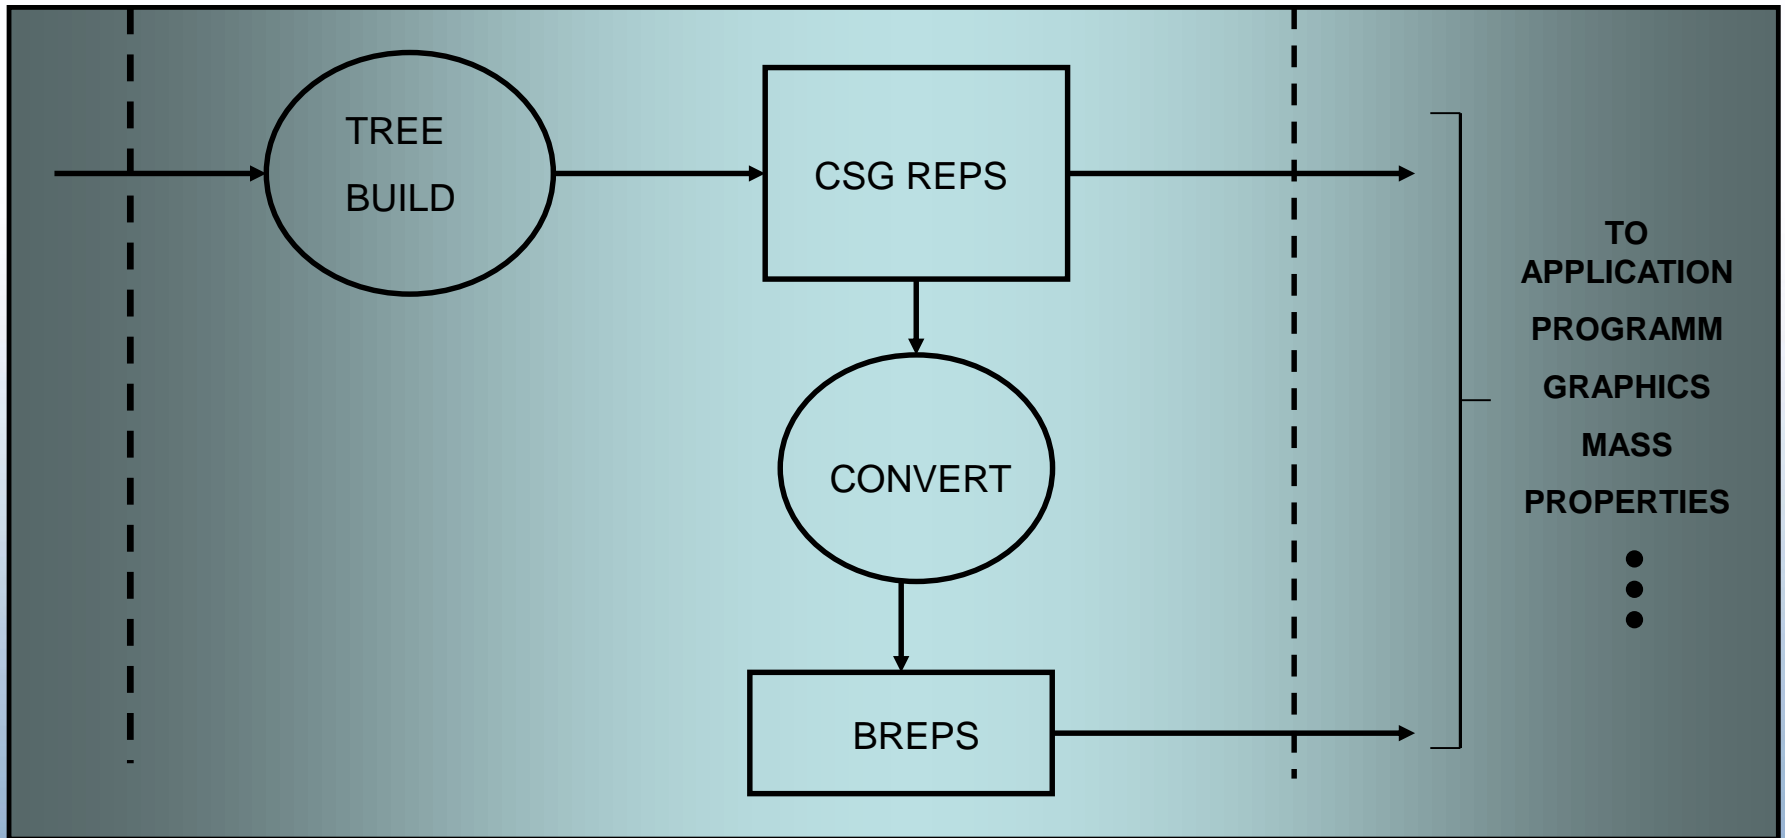 TREE
BUILD
CSG REPS
CONVERT
BREPS
TO
APPLICATION
PROGRAMM
GRAPHICS
MASS
PROPERTIES